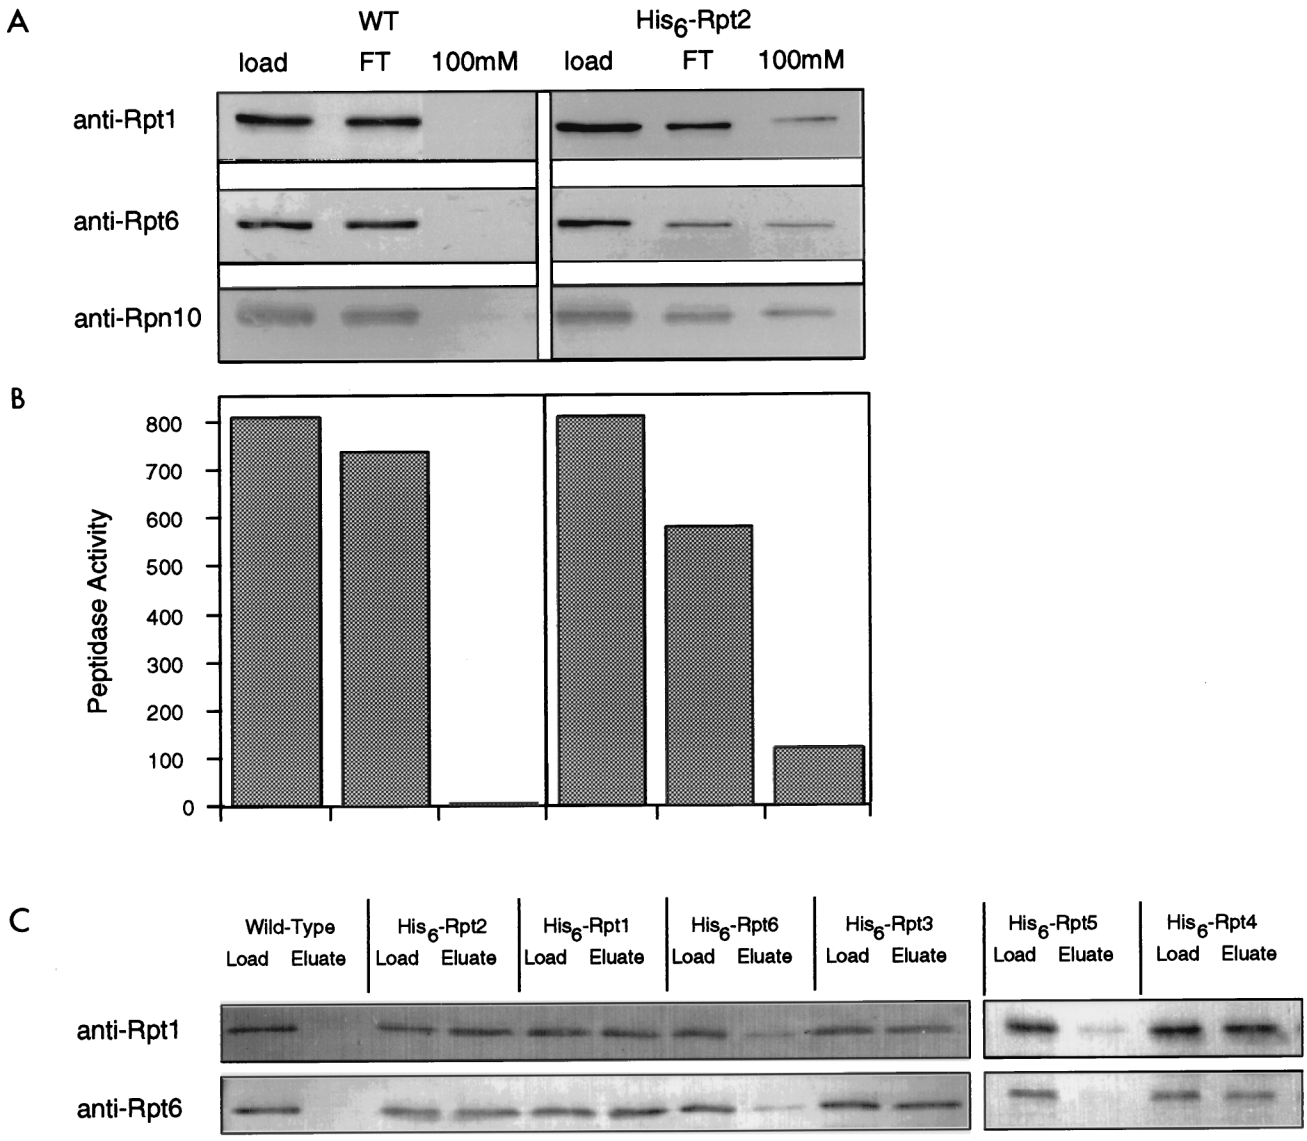 A
WT
His6-Rpt2
load FT 100mM load FT 100mM
anti-Rpt1
anti-Rpt6
anti-Rpn10
B
Peptidase Activity
800
700
600
500
400
300
200
100
0
C
Wild-Type His6-Rpt2 His6-Rpt1 His6-Rpt6 His6-Rpt3 His6-Rpt5 His6-Rpt4
Load Eluate Load Eluate Load Eluate Load Eluate Load Eluate Load Eluate Load Eluate
anti-Rpt1
anti-Rpt6